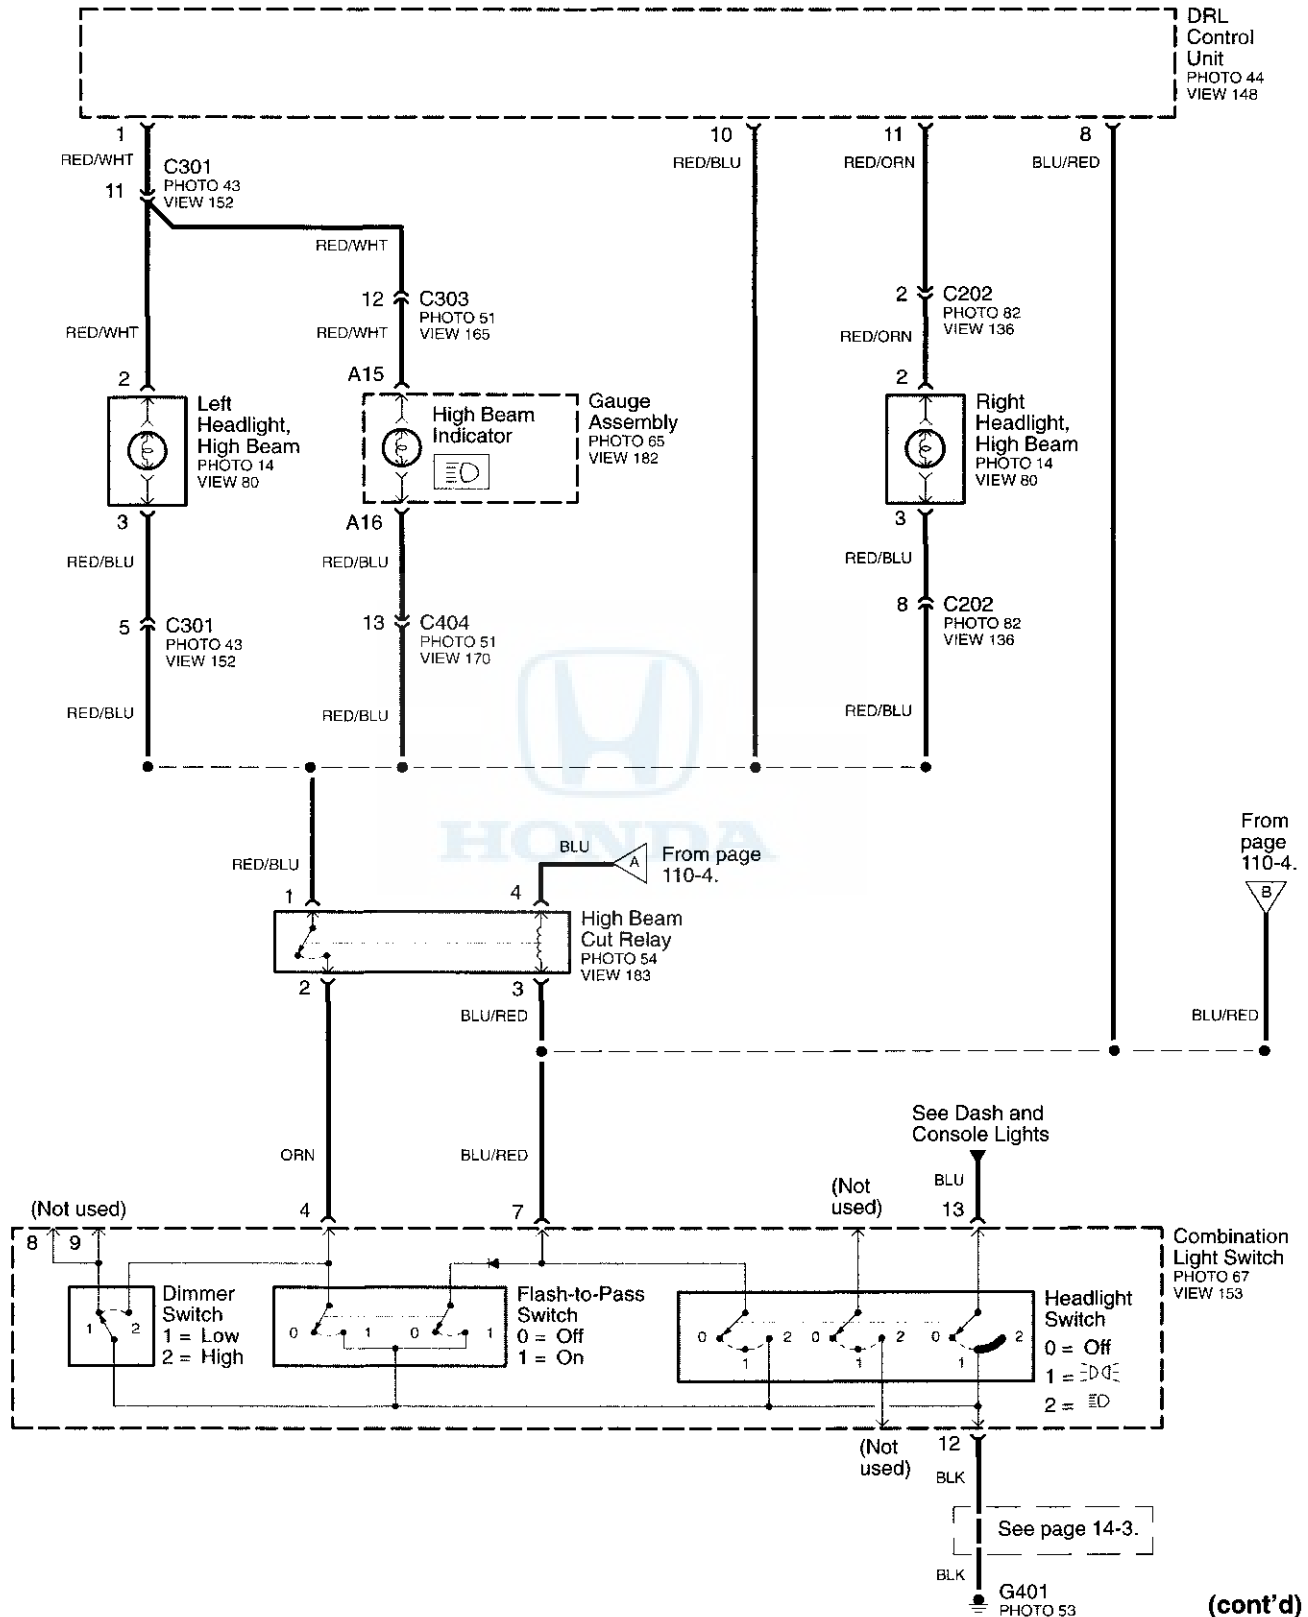 DRL
Control
Unit
PHOTO 44
VIEW 148
1
10
11
8
RED/WHT
C301
PHOTO 43
VIEW 152
11
RED/BLU
RED/ORN
BLU/RED
RED/WHT
12
C303
PHOTO 51
VIEW 165
2
C202
PHOTO 82
VIEW 136
RED/WHT
RED/WHT
RED/ORN
2
A15
2
Left
Headlight,
High Beam
PHOTO 14
VIEW 80
High Beam
Indicator
Gauge
Assembly
PHOTO 65
VIEW 182
Right
Headlight,
High Beam
PHOTO 14
VIEW 80
3
A16
3
RED/BLU
RED/BLU
RED/BLU
5
C301
PHOTO 43
VIEW 152
13
C404
PHOTO 51
VIEW 170
8
C202
PHOTO 82
VIEW 136
RED/BLU
RED/BLU
RED/BLU
HONDA
RED/BLU
BLU
A
From page
110-4.
From
page
110-4.
B
1
4
High Beam
Cut Relay
PHOTO 54
VIEW 183
2
3
BLU/RED
BLU/RED
ORN
BLU/RED
See Dash and
Console Lights
BLU
(Not used)
4
7
(Not
used)
13
8
9
Combination
Light Switch
PHOTO 67
VIEW 153
1
2
Dimmer
Switch
1 = Low
2 = High
0
1
0
1
Flash-to-Pass
Switch
0 = Off
1 = On
0
2
1
0
2
1
0
2
1
Headlight
Switch
0 = Off
1 =
2 =
(Not
used)
12
BLK
See page 14-3.
BLK
G401
PHOTO 53
(cont'd)